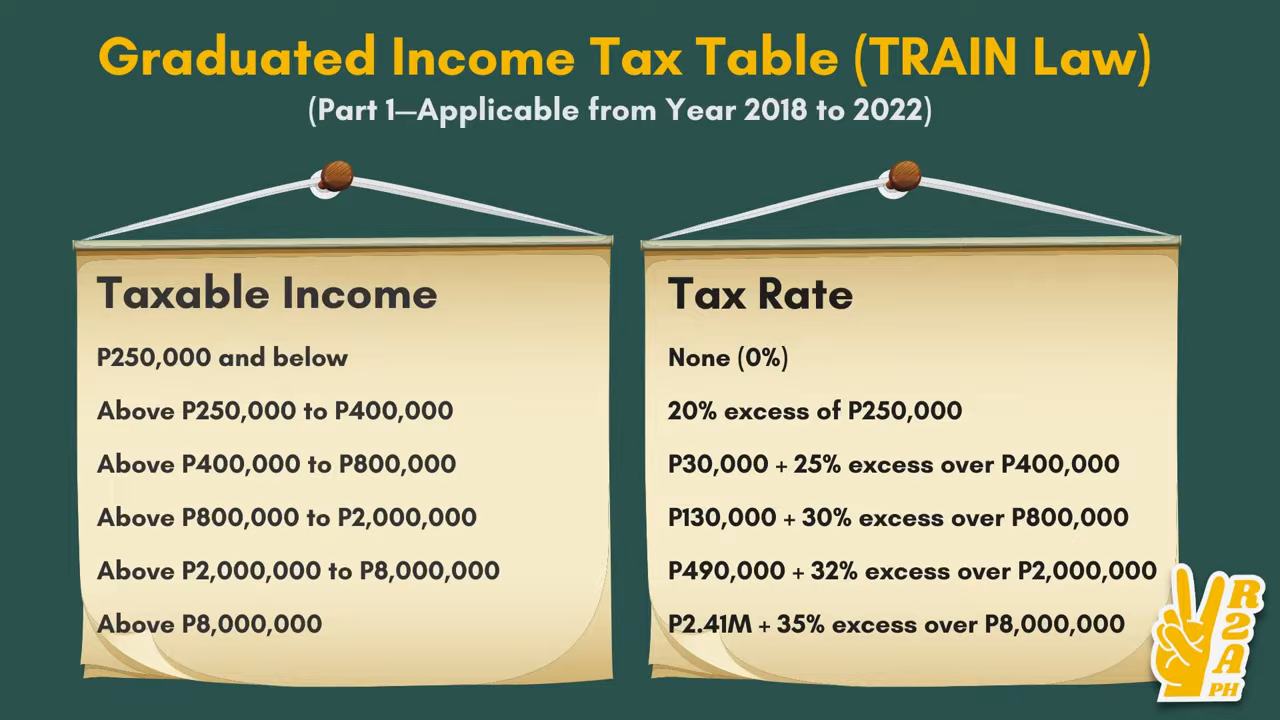 Graduated Income Tax Table (TRAIN Law)
(Part 1—Applicable from Year 2018 to 2022)
Taxable Income
P250,000 and below
Above P250,000 to P400,000
Above P400,000 to P800,000
Above P800,000 to P2,000,000
Above P2,000,000 to P8,000,000
Above P8,000,000
Tax Rate
None (0%)
20% excess of P250,000
P30,000 + 25% excess over P400,000
P130,000 + 30% excess over P800,000
P490,000 + 32% excess over P2,000,000
P2.41M + 35% excess over P8,000,000
R2A
PH